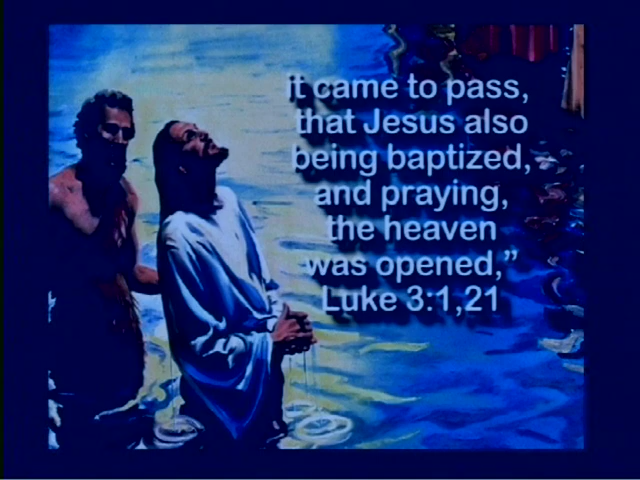 it came to pass,
that Jesus also
being baptized,
and praying,
the heaven
was opened,”
Luke 3:1,21